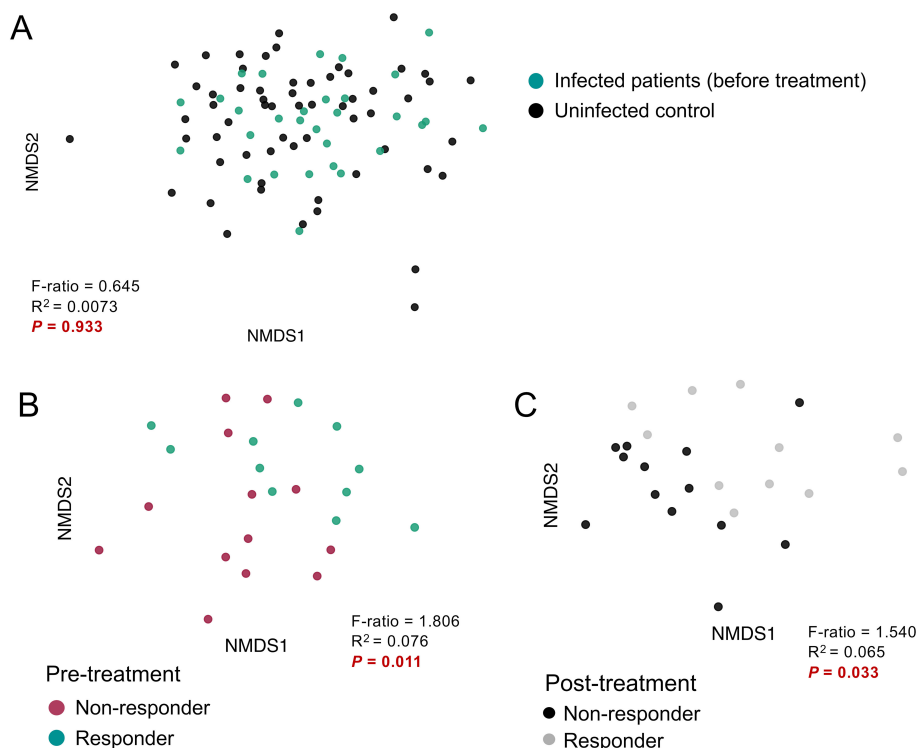 A
Infected patients (before treatment)
Uninfected control
NMDS2
F-ratio = 0.645
R² = 0.0073
P = 0.933
NMDS1
B
NMDS2
NMDS1
F-ratio = 1.806
R² = 0.076
P = 0.011
Pre-treatment
Non-responder
Responder
C
NMDS2
NMDS1
F-ratio = 1.540
R² = 0.065
P = 0.033
Post-treatment
Non-responder
Responder